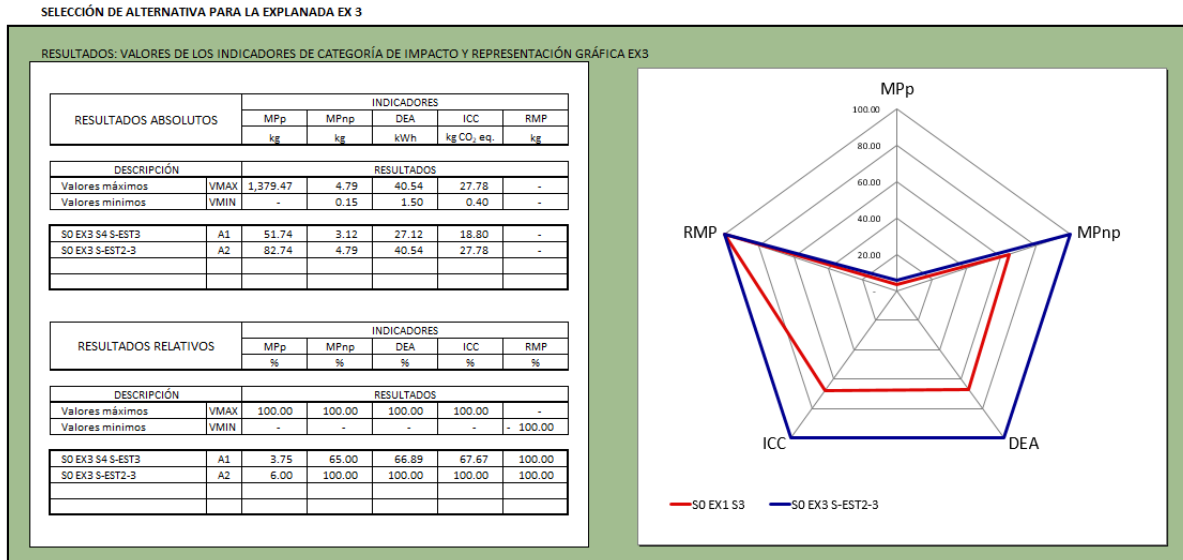 SELECCIÓN DE ALTERNATIVA PARA LA EXPLANADA EX 3
RESULTADOS: VALORES DE LOS INDICADORES DE CATEGORÍA DE IMPACTO Y REPRESENTACIÓN GRÁFICA EX3
RESULTADOS ABSOLUTOS
INDICADORES
MPp MPnp DEA ICC RMP
kg kg kWh kg CO₂ eq. kg
DESCRIPCIÓN RESULTADOS
Valores máximos VMAX 1,379.47 4.79 40.54 27.78 -
Valores minimos VMIN - 0.15 1.50 0.40 -
S0 EX3 S4 S-EST3 A1 51.74 3.12 27.12 18.80 -
S0 EX3 S-EST2-3 A2 82.74 4.79 40.54 27.78 -
RESULTADOS RELATIVOS
INDICADORES
MPp MPnp DEA ICC RMP
% % % % %
DESCRIPCIÓN RESULTADOS
Valores máximos VMAX 100.00 100.00 100.00 100.00 -
Valores minimos VMIN - - - - - 100.00
S0 EX3 S4 S-EST3 A1 3.75 65.00 66.89 67.67 100.00
S0 EX3 S-EST2-3 A2 6.00 100.00 100.00 100.00 100.00
MPp
100.00
80.00
60.00
40.00
20.00
-
RMP
MPnp
ICC
DEA
S0 EX1 S3 S0 EX3 S-EST2-3